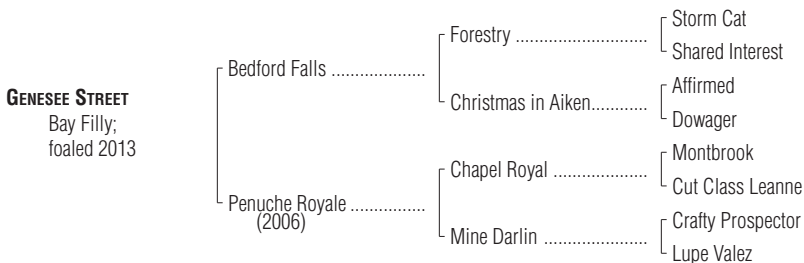 GENESEE STREET
Bay Filly;
foaled 2013
Bedford Falls ....................
Penuche Royale ................
(2006)
Forestry ............................
Christmas in Aiken............
Chapel Royal ....................
Mine Darlin ......................
Storm Cat
Shared Interest
Affirmed
Dowager
Montbrook
Cut Class Leanne
Crafty Prospector
Lupe Valez